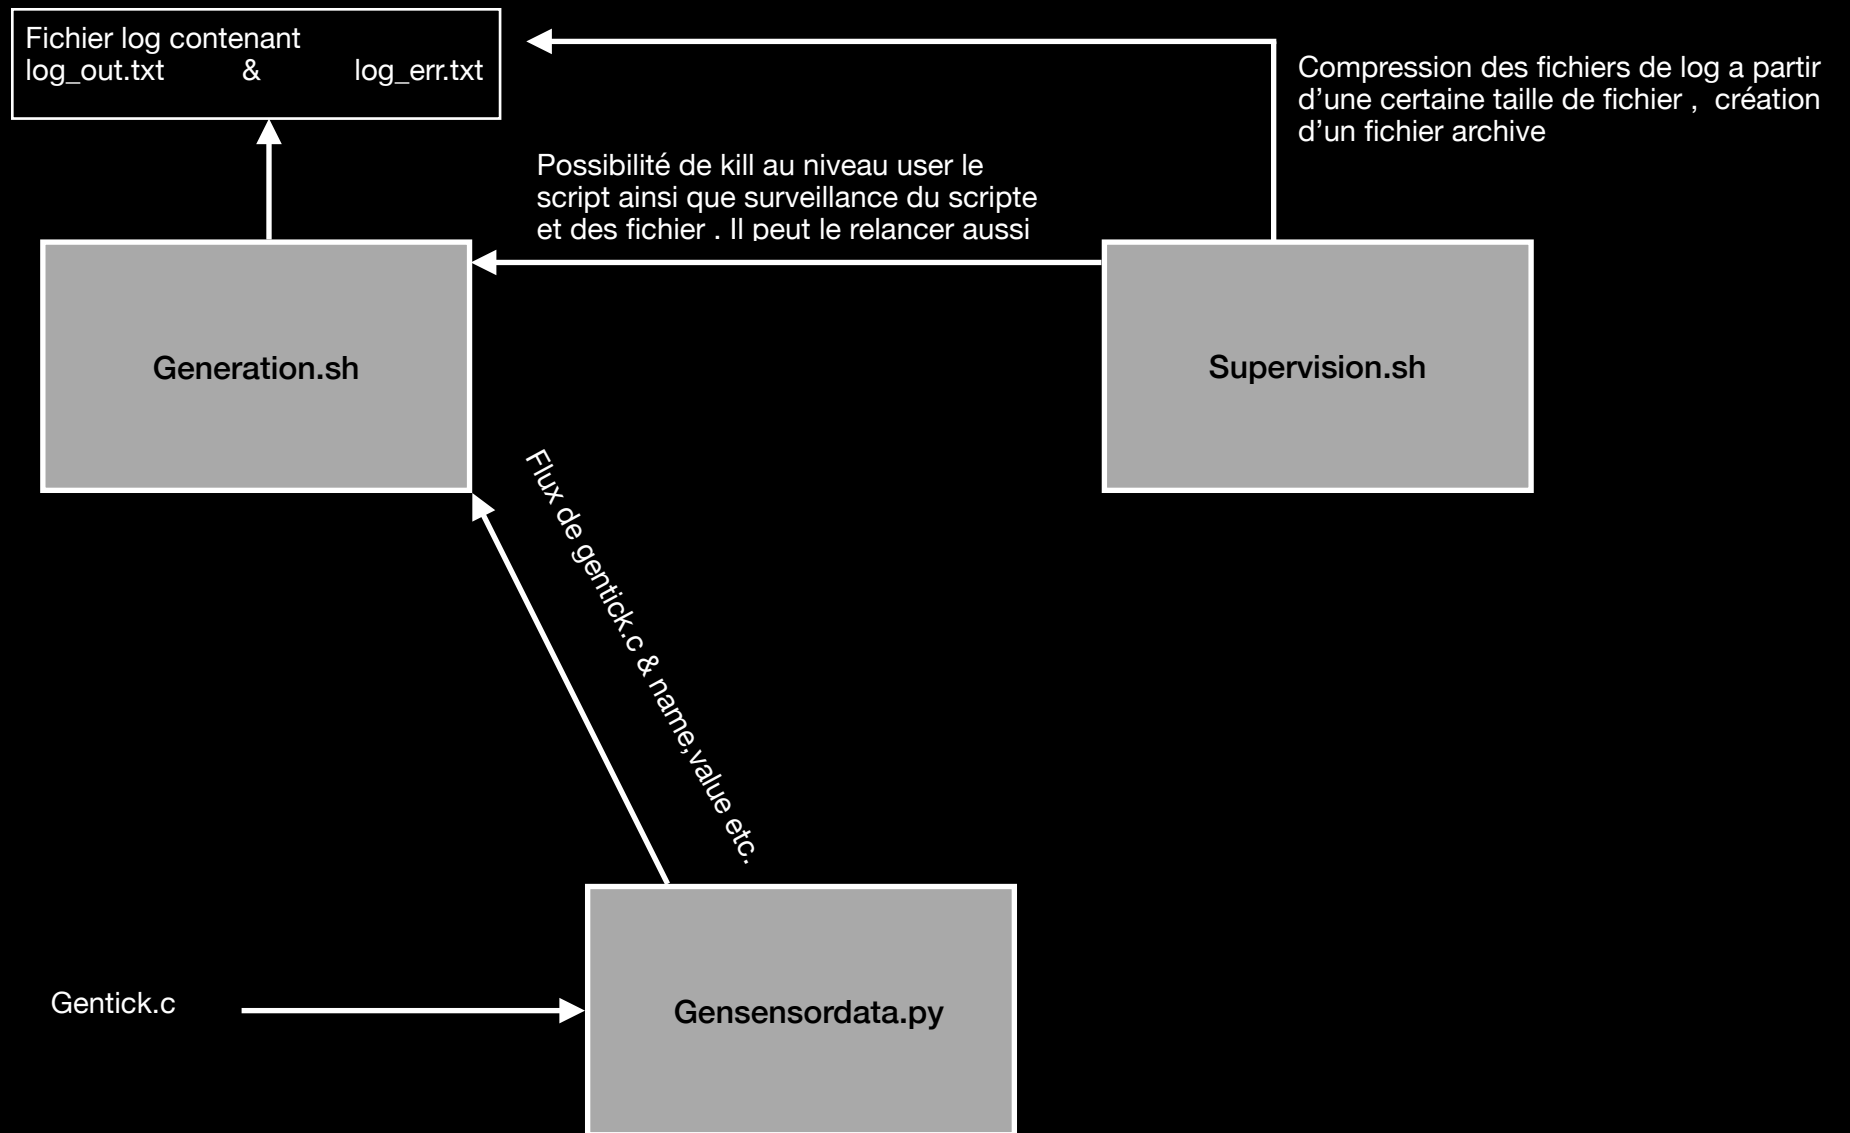 Fichier log contenant
log_out.txt & log_err.txt
Compression des fichiers de log a partir
d’une certaine taille de fichier , création
d’un fichier archive
Possibilité de kill au niveau user le
script ainsi que surveillance du scripte
et des fichier . Il peut le relancer aussi
Generation.sh
Supervision.sh
Flux de gentick.c & name,value etc.
Gentick.c
Gensensordata.py